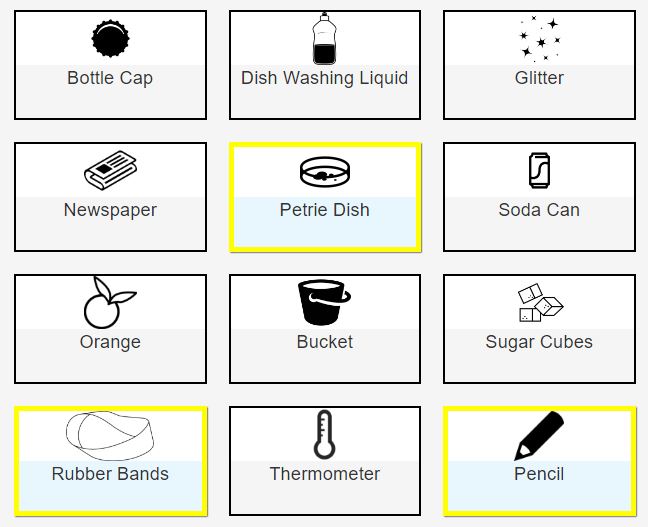 Bottle Cap
Dish Washing Liquid
Glitter
Newspaper
Petrie Dish
Soda Can
Orange
Bucket
Sugar Cubes
Rubber Bands
Thermometer
Pencil